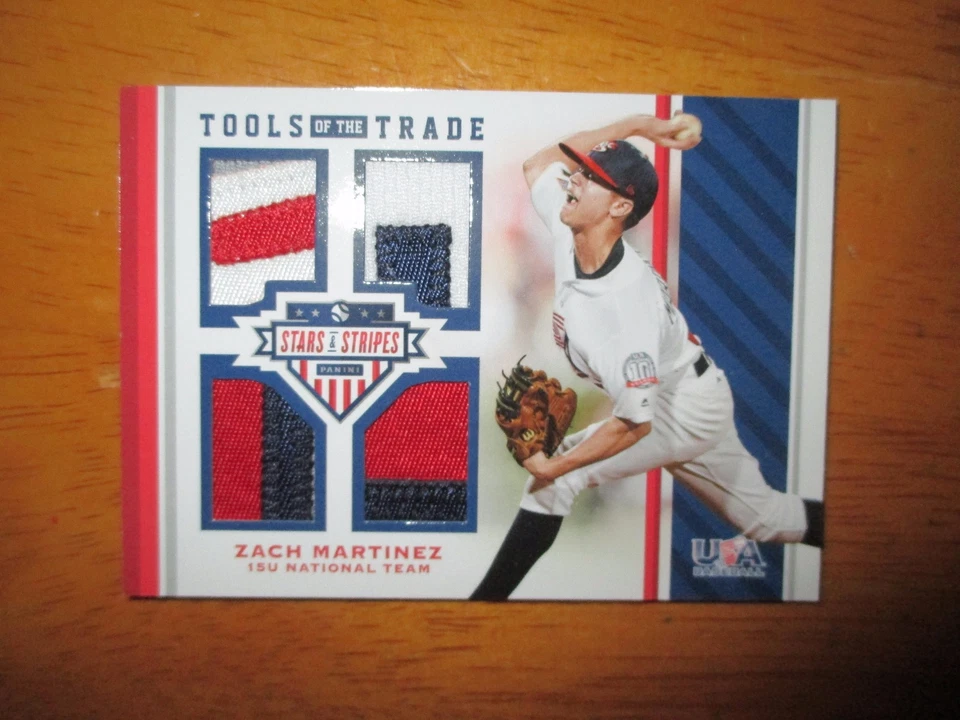 TOOLS OF THE TRADE
STARS & STRIPES
PANINI
ZACH MARTINEZ
15U NATIONAL TEAM
USA
BASEBALL